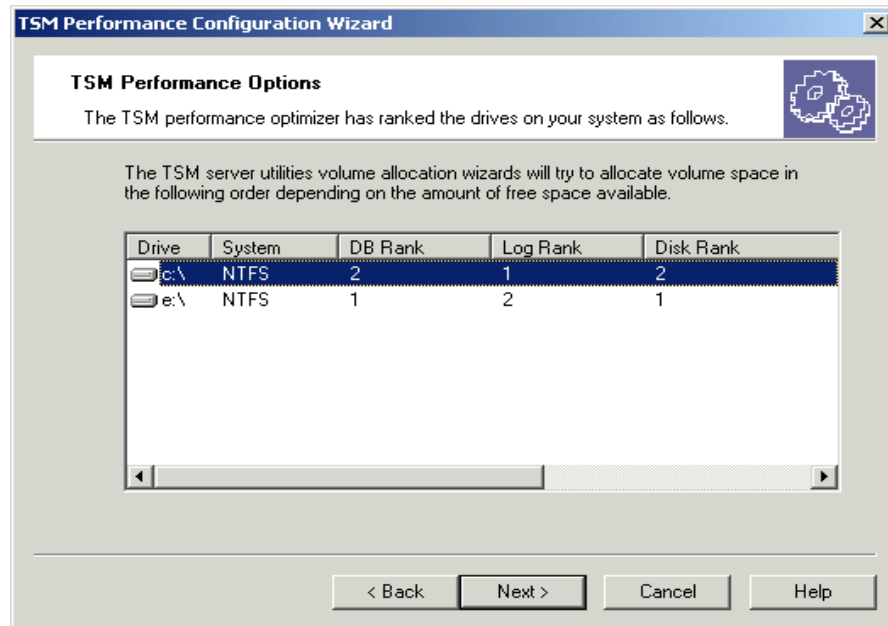 TSM Performance Configuration Wizard
TSM Performance Options
The TSM performance optimizer has ranked the drives on your system as follows.
The TSM server utilities volume allocation wizards will try to allocate volume space in
the following order depending on the amount of free space available.
Drive System DB Rank Log Rank Disk Rank
c:\ NTFS 2 1 2
e:\ NTFS 1 2 1
< Back Next > Cancel Help